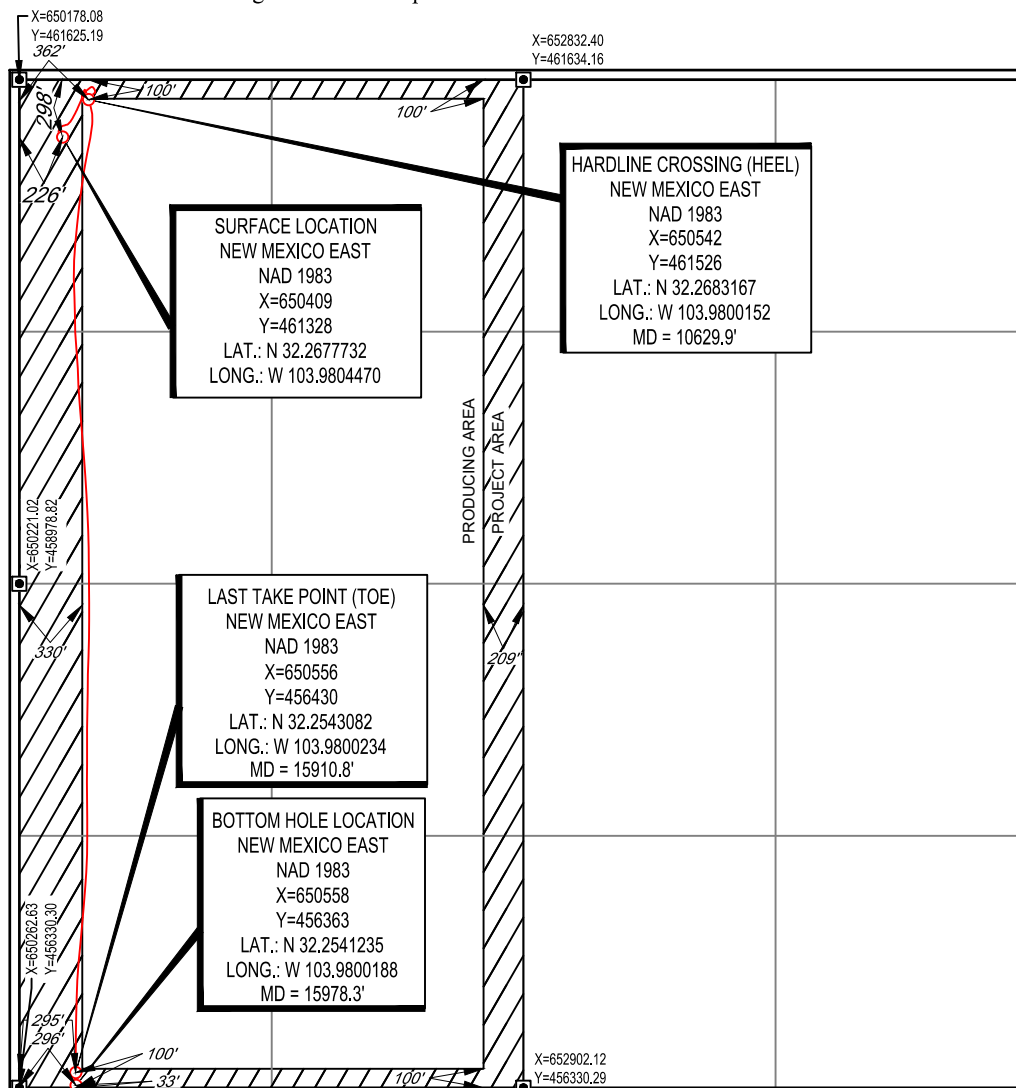 X=650178.08
Y=461625.19
X=652832.40
Y=461634.16
362'
100'
100'
298'
226'
HARDLINE CROSSING (HEEL)
NEW MEXICO EAST
NAD 1983
X=650542
Y=461526
LAT.: N 32.2683167
LONG.: W 103.9800152
MD = 10629.9'
SURFACE LOCATION
NEW MEXICO EAST
NAD 1983
X=650409
Y=461328
LAT.: N 32.2677732
LONG.: W 103.9804470
PRODUCING AREA
PROJECT AREA
X=650221.02
Y=458978.82
330'
209'
LAST TAKE POINT (TOE)
NEW MEXICO EAST
NAD 1983
X=650556
Y=456430
LAT.: N 32.2543082
LONG.: W 103.9800234
MD = 15910.8'
BOTTOM HOLE LOCATION
NEW MEXICO EAST
NAD 1983
X=650558
Y=456363
LAT.: N 32.2541235
LONG.: W 103.9800188
MD = 15978.3'
X=650262.63
Y=456330.30
295'
296'
100'
33'
100'
X=652902.12
Y=456330.29